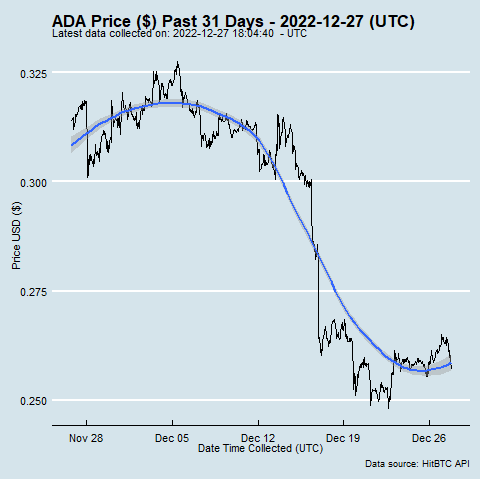 ADA Price ($) Past 31 Days - 2022-12-27 (UTC)
Latest data collected on: 2022-12-27 18:04:40 - UTC
0.325
0.300
0.275
0.250
Price USD ($)
Nov 28 Dec 05 Dec 12 Dec 19 Dec 26
Date Time Collected (UTC)
Data source: HitBTC API